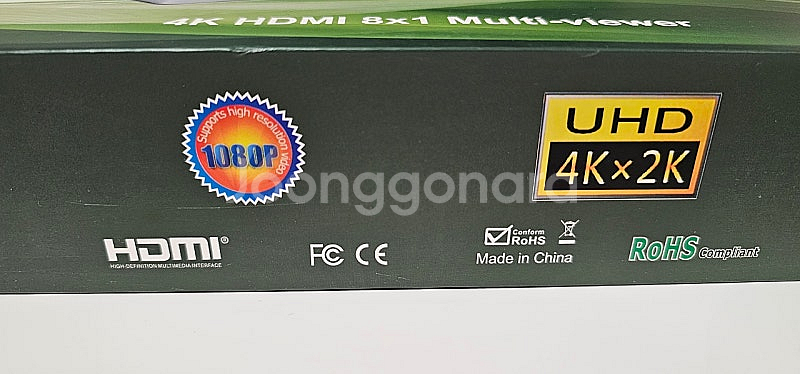 4K HDMI 8x1 Multi-viewer
Supports high resolution video
1080P
UHD
4K×2K
Joonggonara
HDMI®
HIGH-DEFINITION MULTIMEDIA INTERFACE
FC CE
Conform
RoHS
Made in China
RoHS Compliant